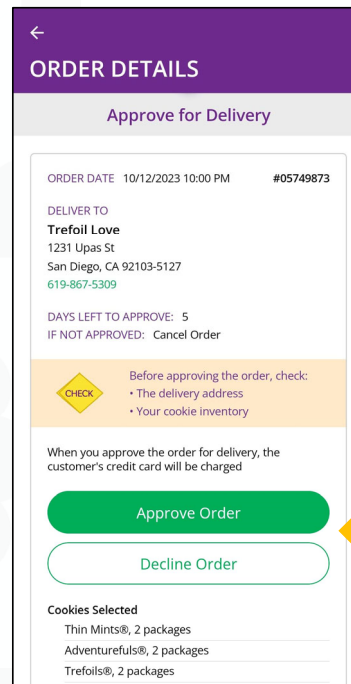 ORDER DETAILS
Approve for Delivery
ORDER DATE 10/12/2023 10:00 PM #05749873
DELIVER TO
Trefoil Love
1231 Upas St
San Diego, CA 92103-5127
619-867-5309
DAYS LEFT TO APPROVE: 5
IF NOT APPROVED: Cancel Order
CHECK
Before approving the order, check:
• The delivery address
• Your cookie inventory
When you approve the order for delivery, the
customer's credit card will be charged
Approve Order
Decline Order
Cookies Selected
Thin Mints®, 2 packages
Adventurefuls®, 2 packages
Trefoils®, 2 packages